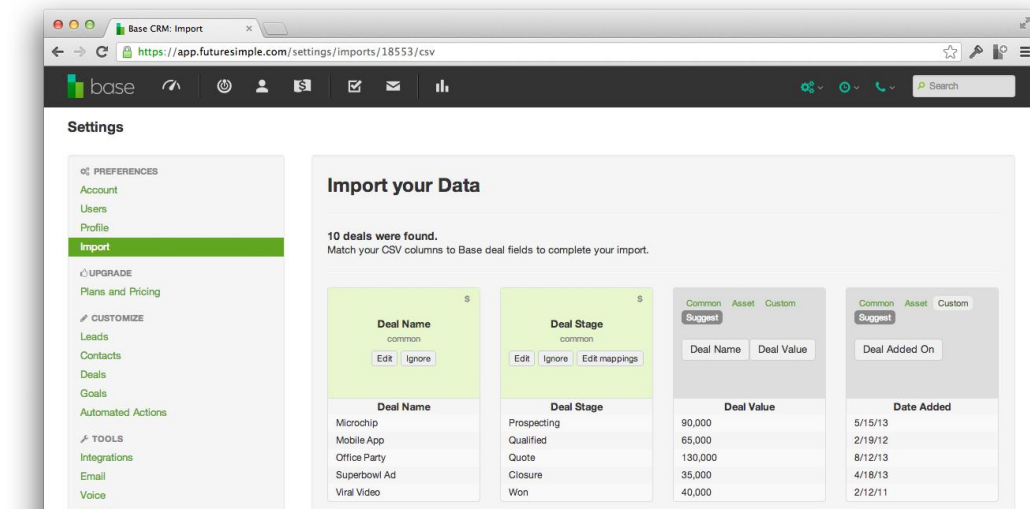 Base CRM: Import
https://app.futuresimple.com/settings/imports/18553/csv
base
Search
Settings
PREFERENCES
Account
Users
Profile
Import
UPGRADE
Plans and Pricing
CUSTOMIZE
Leads
Contacts
Deals
Goals
Automated Actions
TOOLS
Integrations
Email
Voice
Import your Data
10 deals were found.
Match your CSV columns to Base deal fields to complete your import.
$
Deal Name
common
Edit Ignore
$
Deal Stage
common
Edit Ignore Edit mappings
Common Asset Custom
Suggest
Deal Name Deal Value
Common Asset Custom
Suggest
Deal Added On
Deal Name Deal Stage Deal Value Date Added
Microchip Prospecting 90,000 5/15/13
Mobile App Qualified 65,000 2/19/12
Office Party Quote 130,000 8/12/13
Superbowl Ad Closure 35,000 4/18/13
Viral Video Won 40,000 2/12/11